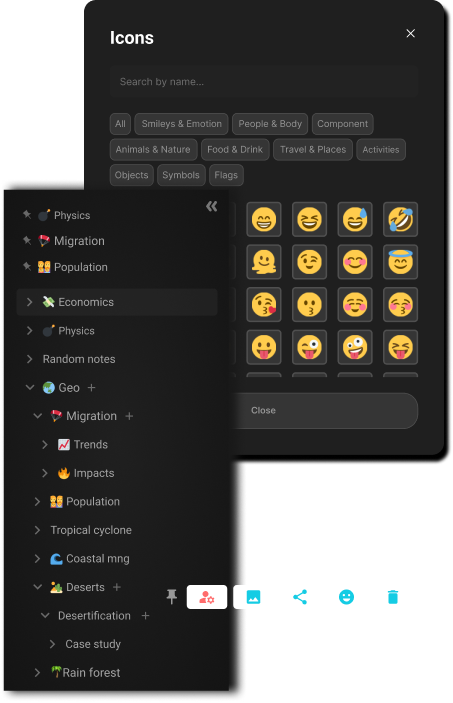 Icons
Search by name...
All Smileys & Emotion People & Body Component
Animals & Nature Food & Drink Travel & Places Activities
Objects Symbols Flags
Close
Physics
Migration
Population
Economics
Physics
Random notes
Geo +
Migration +
Trends
Impacts
Population
Tropical cyclone
Coastal mng
Deserts +
Desertification +
Case study
Rain forest